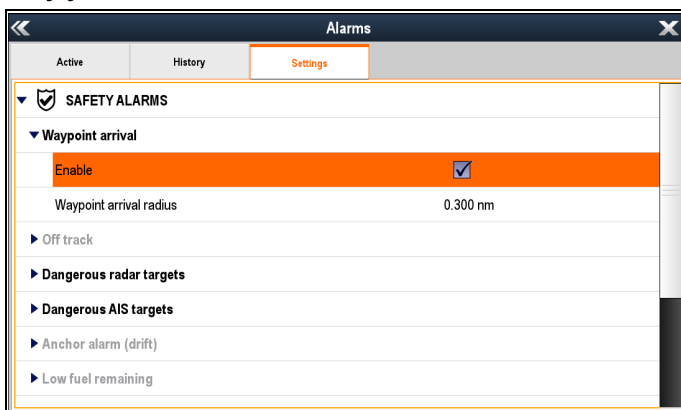 Alarms
Active History Settings
SAFETY ALARMS
Waypoint arrival
Enable
Waypoint arrival radius 0.300 nm
Off track
Dangerous radar targets
Dangerous AIS targets
Anchor alarm (drift)
Low fuel remaining